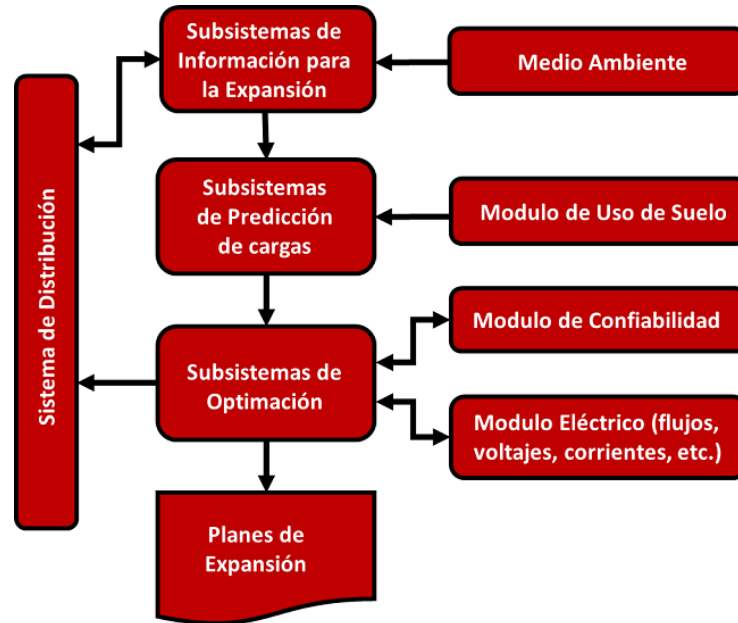 Subsistemas de
Información para
la Expansión
Medio Ambiente
Sistema de Distribución
Subsistemas
de Predicción
de cargas
Modulo de Uso de Suelo
Modulo de Confiabilidad
Subsistemas de
Optimación
Modulo Eléctrico (flujos,
voltajes, corrientes, etc.)
Planes de
Expansión